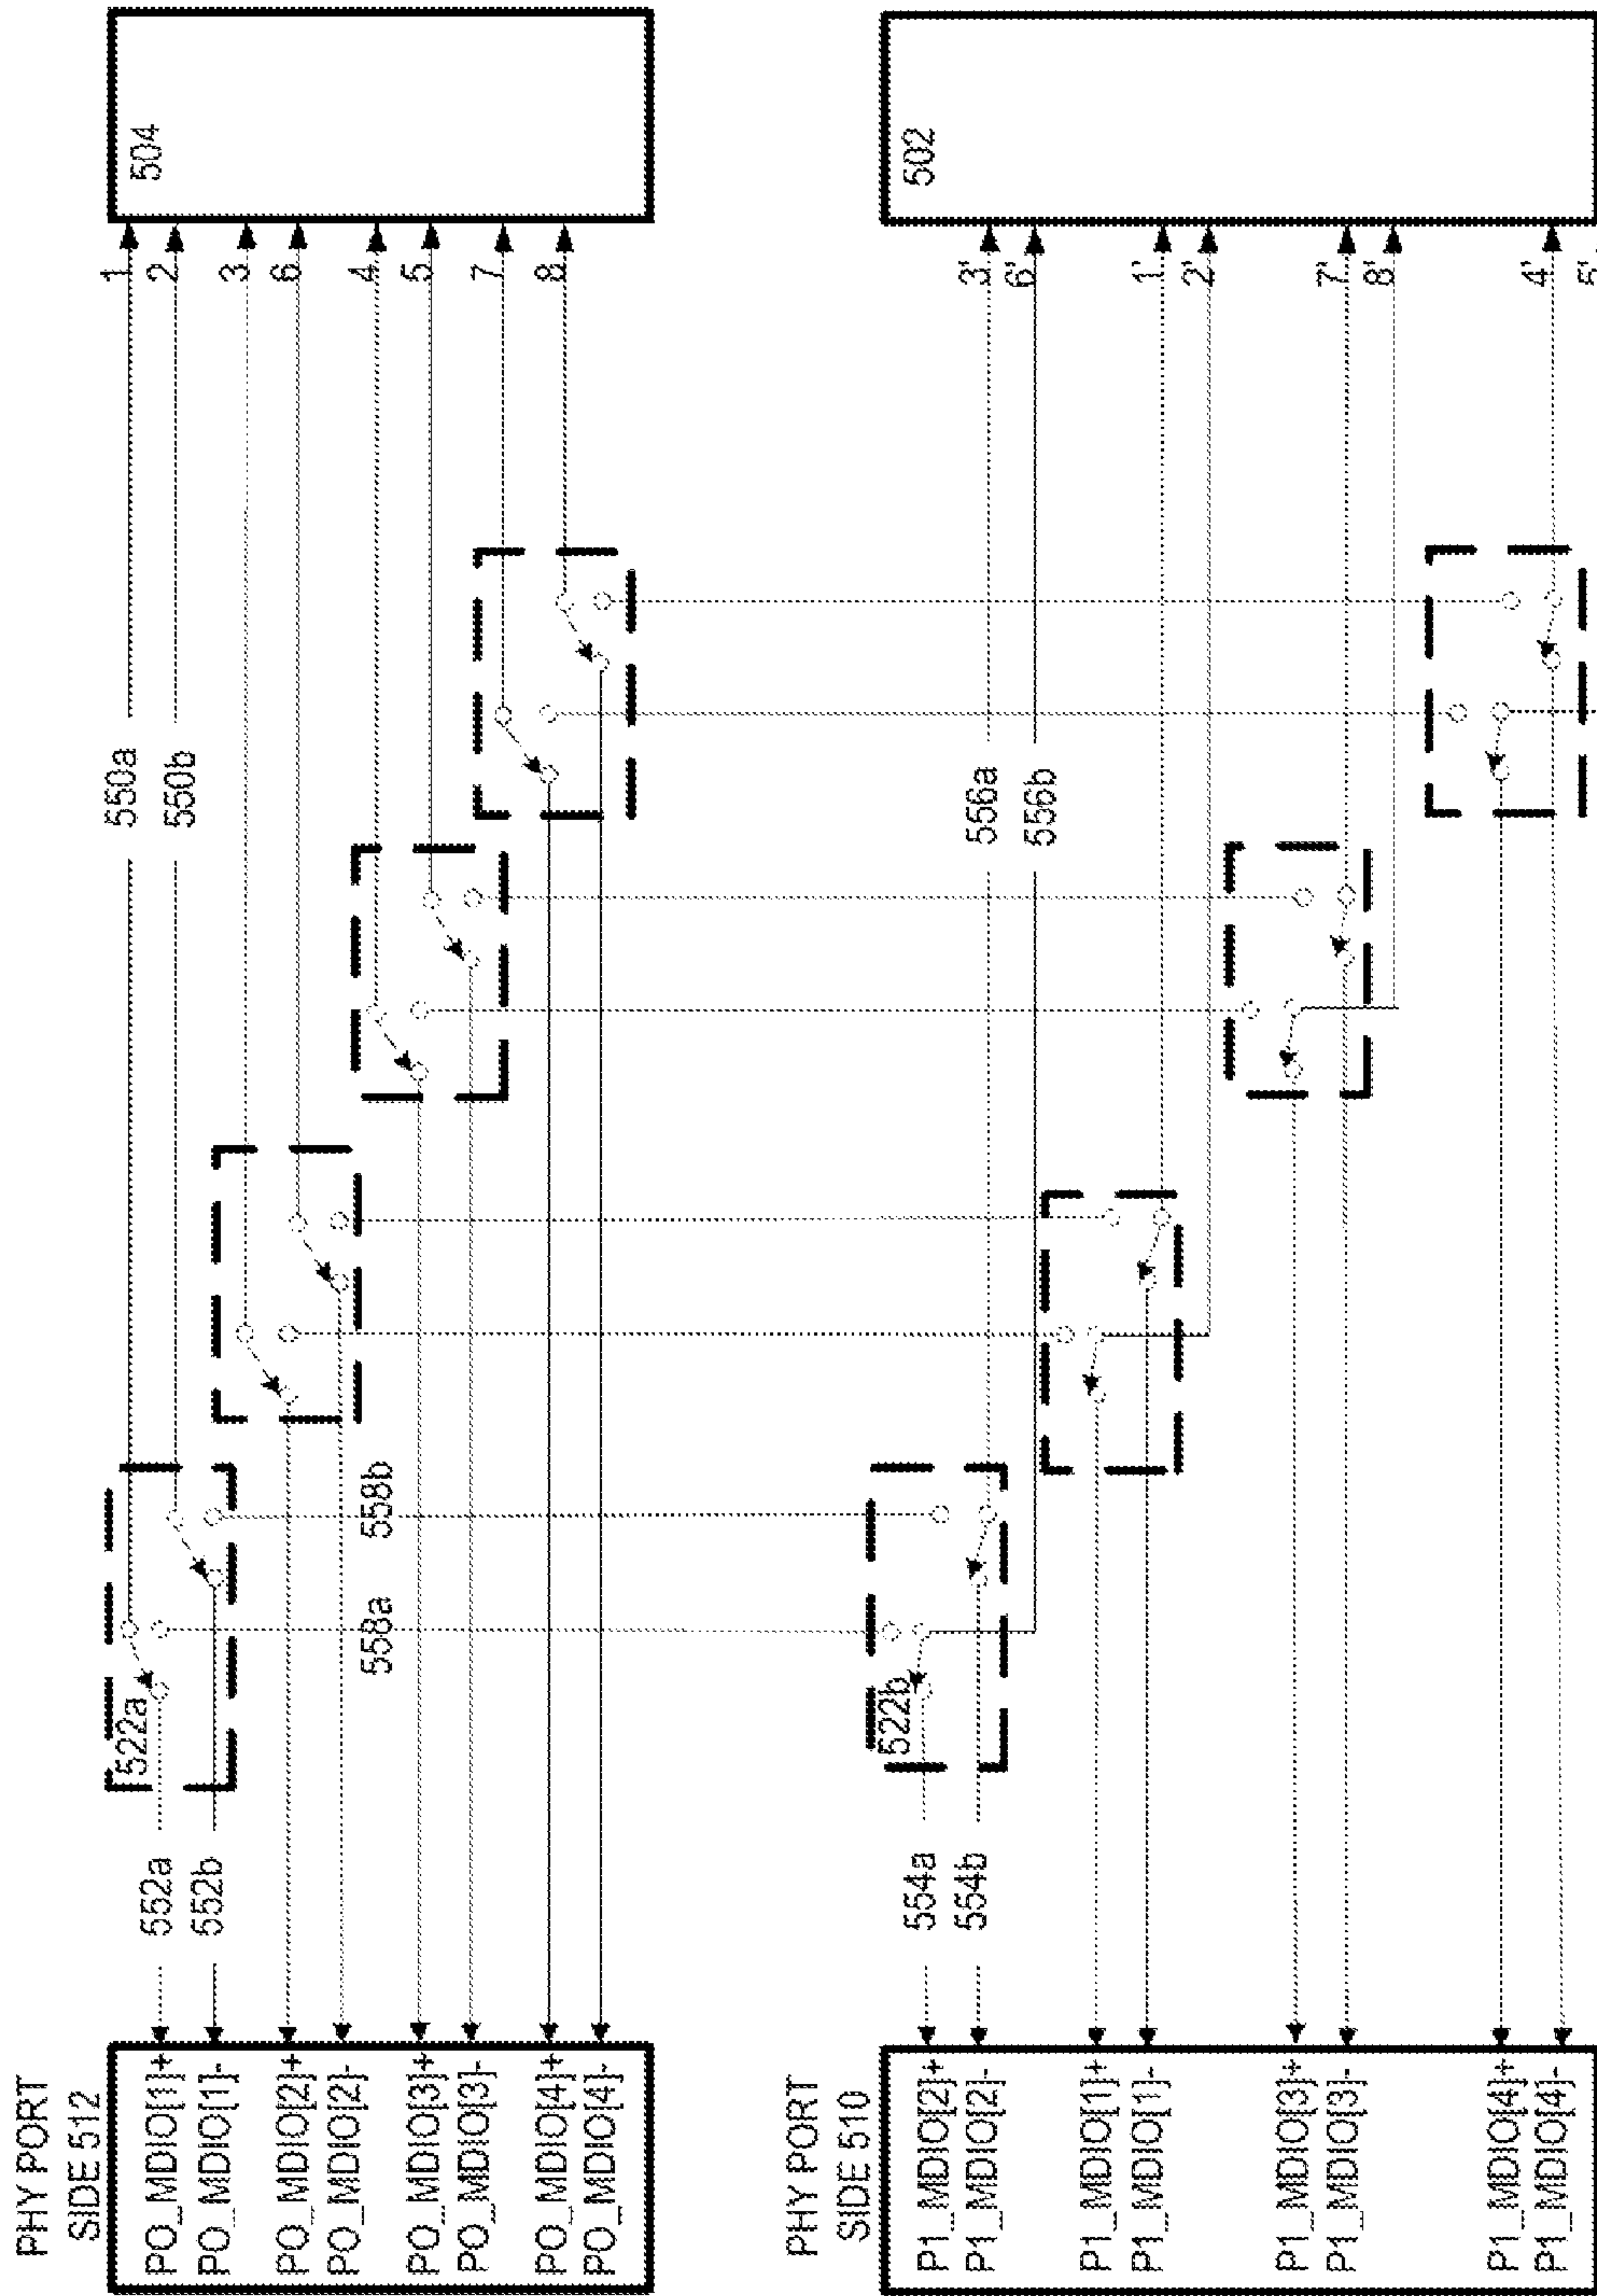 PHY PORT
SIDE 512
PO_MDIO[1]+
PO_MDIO[1]-
PO_MDIO[2]+
PO_MDIO[2]-
PO_MDIO[3]+
PO_MDIO[3]-
PO_MDIO[4]+
PO_MDIO[4]-
552a
552b
522a
558a
558b
550a
550b
1
2
3
6
4
5
7
8
504
PHY PORT
SIDE 510
P1_MDIO[2]+
P1_MDIO[2]-
P1_MDIO[1]+
P1_MDIO[1]-
P1_MDIO[3]+
P1_MDIO[3]-
P1_MDIO[4]+
P1_MDIO[4]-
554a
554b
522b
556a
556b
3'
6'
1'
2'
7'
8'
4'
5'
502